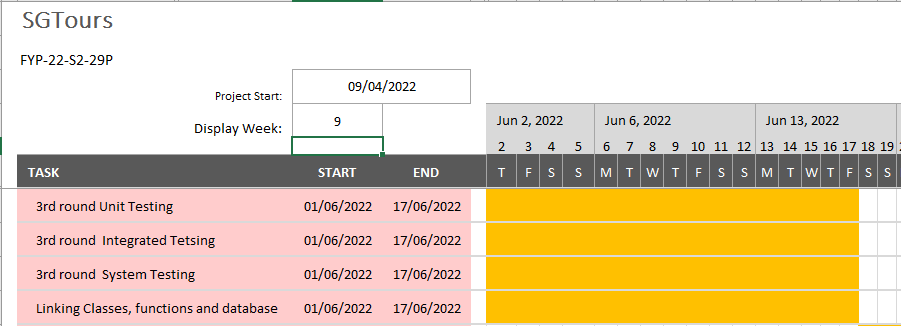 SGTours
FYP-22-S2-29P
Project Start: 09/04/2022
Display Week: 9
Jun 2, 2022 Jun 6, 2022 Jun 13, 2022
2 3 4 5 6 7 8 9 10 11 12 13 14 15 16 17 18 19
TASK START END T F S S M T W T F S S M T W T F S S
3rd round Unit Testing 01/06/2022 17/06/2022
3rd round Integrated Tetsing 01/06/2022 17/06/2022
3rd round System Testing 01/06/2022 17/06/2022
Linking Classes, functions and database 01/06/2022 17/06/2022